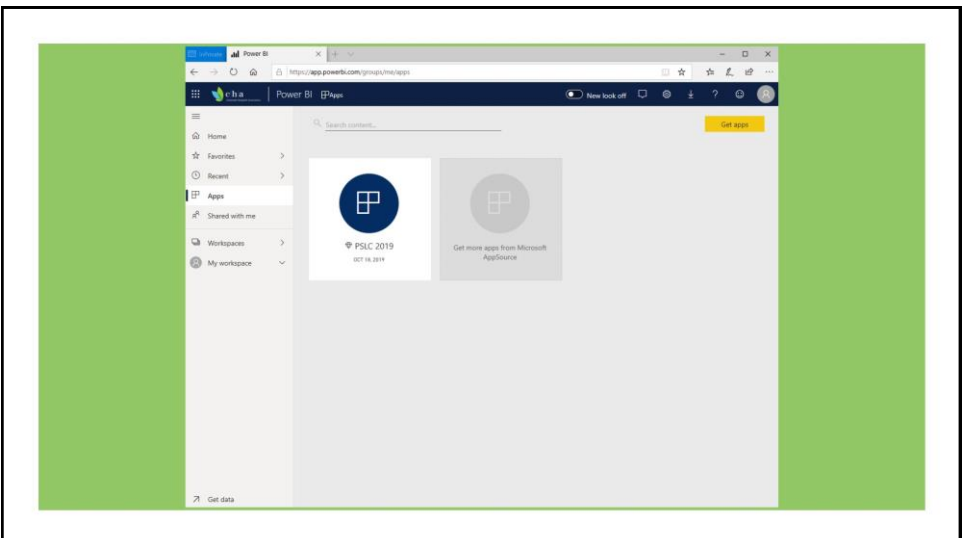 Power BI
https://app.powerbi.com/groups/me/apps
cha
Power BI
Apps
New look off
Search content...
Get apps
Home
Favorites
Recent
Apps
Shared with me
Workspaces
My workspace
PSLC 2019
OCT 18, 2019
Get more apps from Microsoft
AppSource
Get data